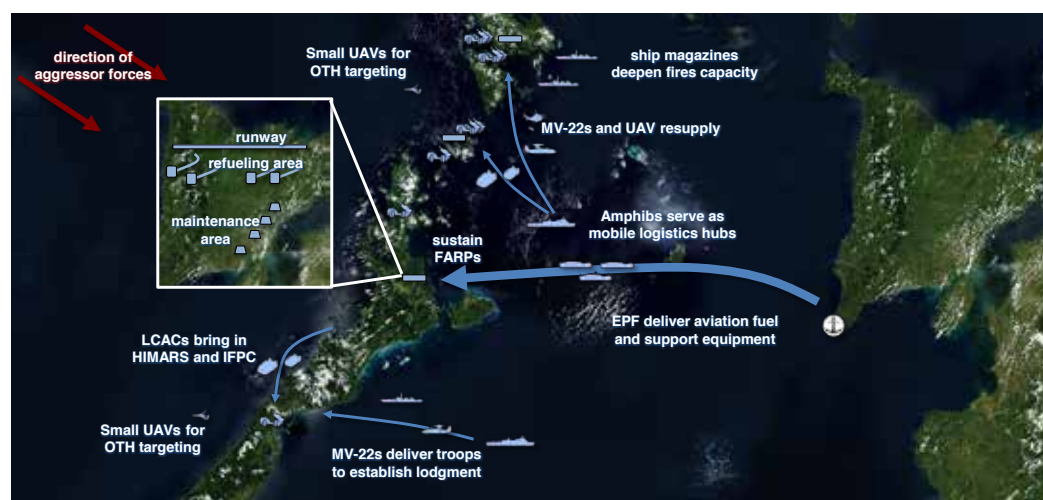 direction of
aggressor forces
Small UAVs for
OTH targeting
ship magazines
deepen fires capacity
MV-22s and UAV resupply
runway
refueling area
maintenance
area
Amphibs serve as
mobile logistics hubs
sustain
FARPs
EPF deliver aviation fuel
and support equipment
LCACs bring in
HIMARS and IFPC
Small UAVs for
OTH targeting
MV-22s deliver troops
to establish lodgment